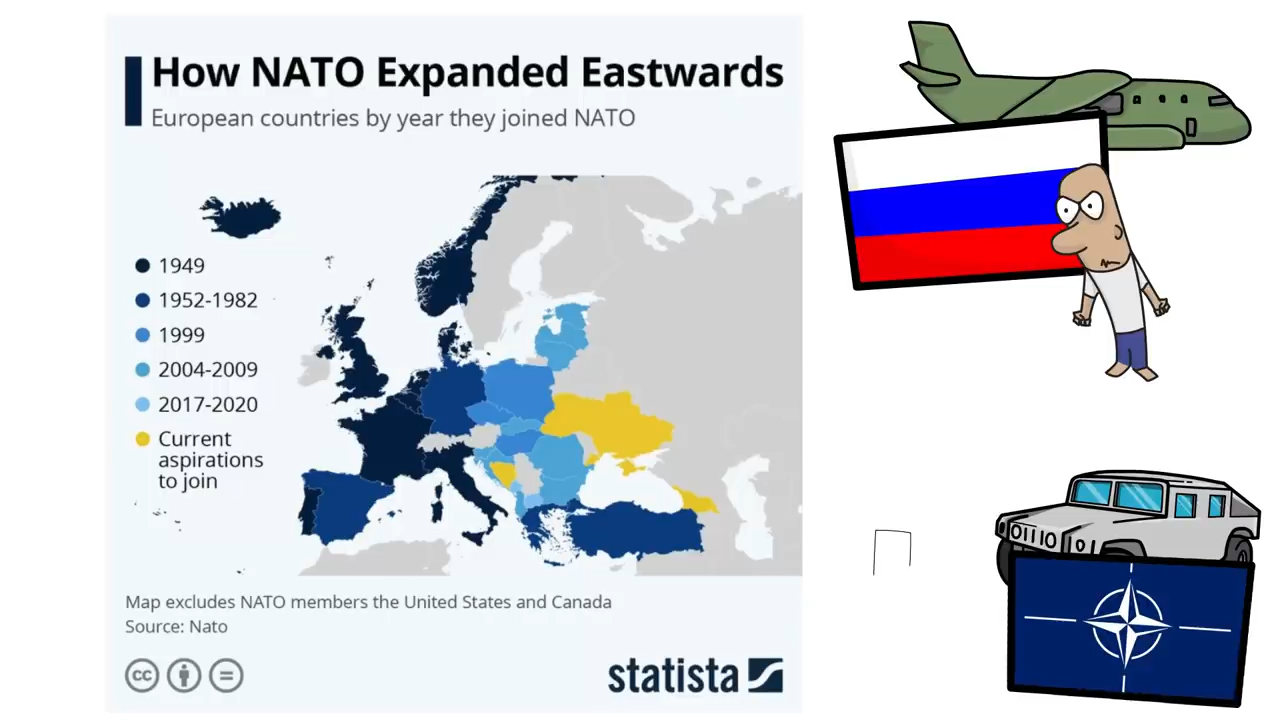 How NATO Expanded Eastwards
European countries by year they joined NATO
1949
1952-1982
1999
2004-2009
2017-2020
Current
aspirations
to join
Map excludes NATO members the United States and Canada
Source: Nato
cc
statista